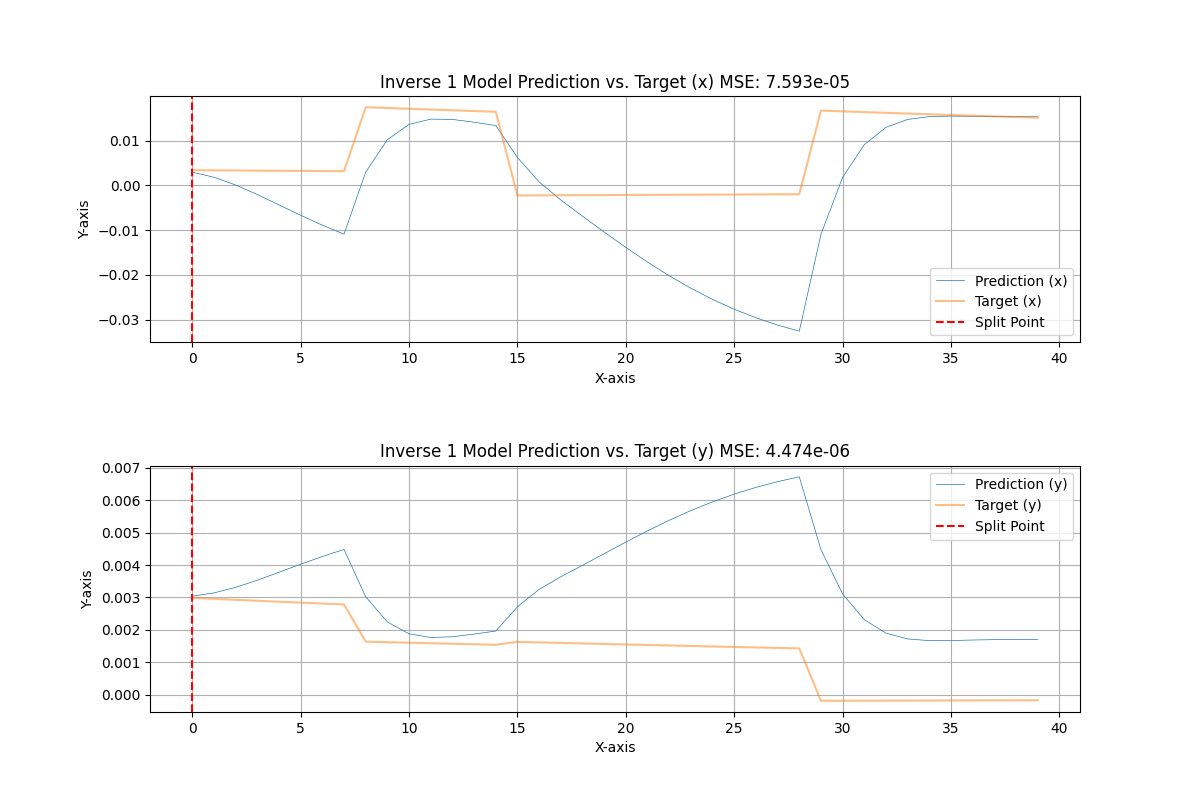 Inverse 1 Model Prediction vs. Target (x) MSE: 7.593e-05
Y-axis
0.01
0.00
−0.01
−0.02
−0.03
Prediction (x)
Target (x)
Split Point
0 5 10 15 20 25 30 35 40
X-axis
Inverse 1 Model Prediction vs. Target (y) MSE: 4.474e-06
Y-axis
0.007
0.006
0.005
0.004
0.003
0.002
0.001
0.000
Prediction (y)
Target (y)
Split Point
0 5 10 15 20 25 30 35 40
X-axis